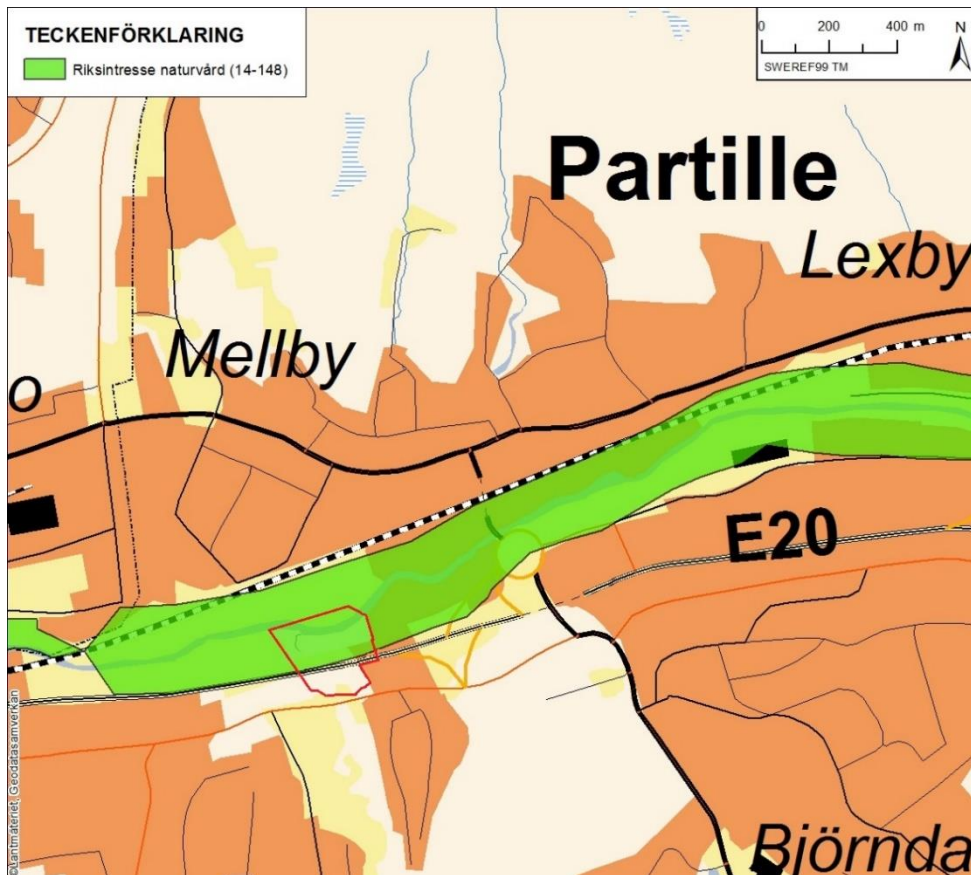 TECKENFÖRKLARING
Riksintresse naturvård (14-148)
0 200 400 m
N
SWEREF99 TM
Partille
Lexby
Mellby
o
E20
Björnda
©Lantmäteriet, Geodatasamverkan